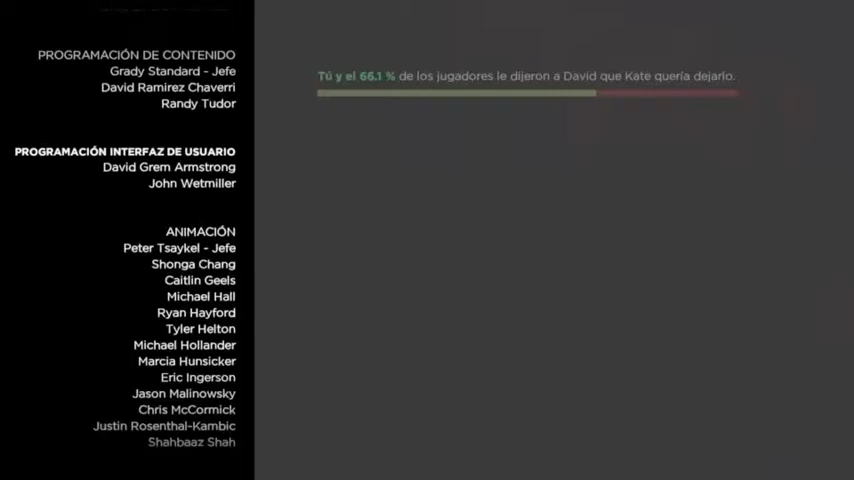 PROGRAMACIÓN DE CONTENIDO
Grady Standard - Jefe
David Ramirez Chaverri
Randy Tudor
PROGRAMACIÓN INTERFAZ DE USUARIO
David Grem Armstrong
John Wetmiller
ANIMACIÓN
Peter Tsaykel - Jefe
Shonga Chang
Caitlin Geels
Michael Hall
Ryan Hayford
Tyler Helton
Michael Hollander
Marcia Hunsicker
Eric Ingerson
Jason Malinowsky
Chris McCormick
Justin Rosenthal-Kambic
Shahbaaz Shah
Tú y el 66.1 % de los jugadores le dijeron a David que Kate quería dejarlo.